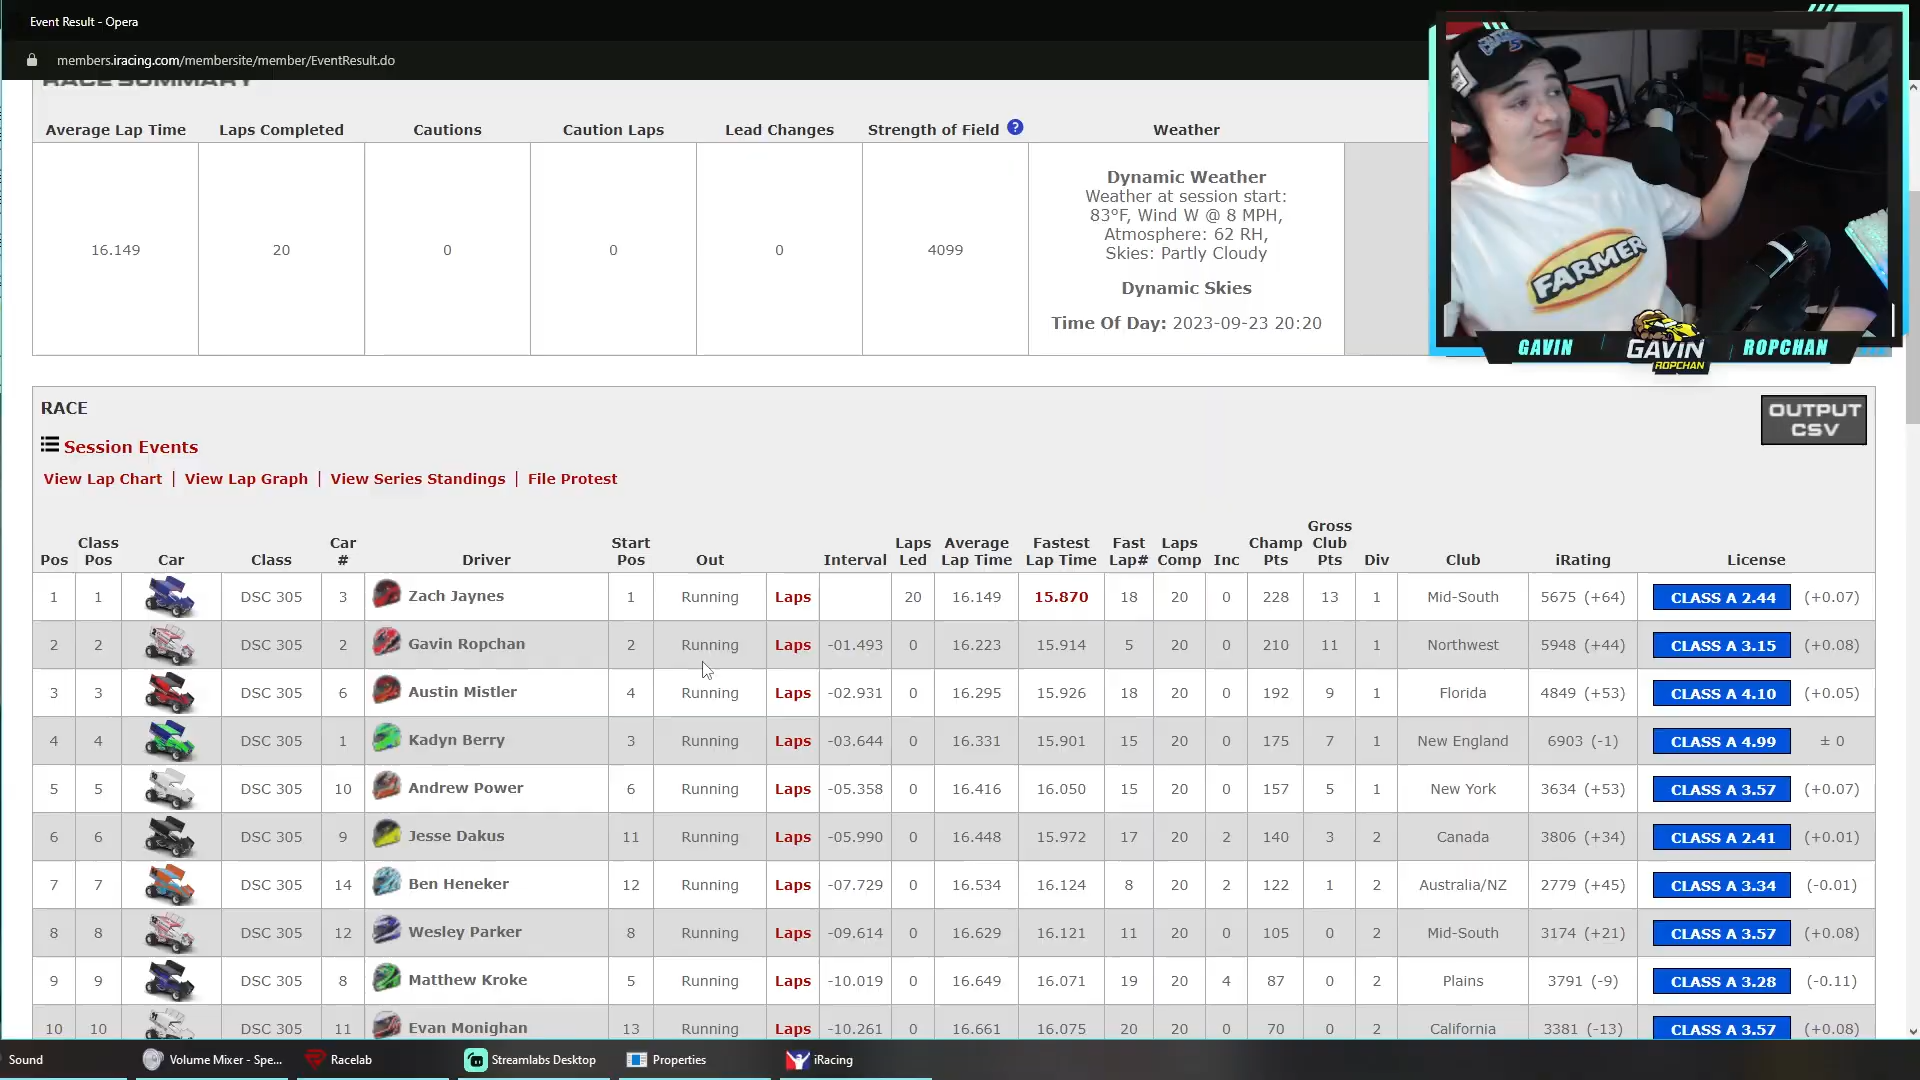 Event Result - Opera
members.iracing.com/membersite/member/EventResult.do
RACE SUMMARY
Average Lap Time Laps Completed Cautions Caution Laps Lead Changes Strength of Field ? Weather
16.149 20 0 0 0 4099
Dynamic Weather
Weather at session start:
83°F, Wind W @ 8 MPH,
Atmosphere: 62 RH,
Skies: Partly Cloudy
Dynamic Skies
Time Of Day: 2023-09-23 20:20
FARMER
GAVIN GAVIN ROPCHAN ROPCHAN
RACE
OUTPUT CSV
Session Events
View Lap Chart | View Lap Graph | View Series Standings | File Protest
Pos Class Pos Car Class Car # Driver Start Pos Out Interval Laps Led Average Lap Time Fastest Lap Time Fast Lap# Laps Comp Inc Champ Pts Gross Club Pts Div Club iRating License
1 1 DSC 305 3 Zach Jaynes 1 Running Laps 20 16.149 15.870 18 20 0 228 13 1 Mid-South 5675 (+64) CLASS A 2.44 (+0.07)
2 2 DSC 305 2 Gavin Ropchan 2 Running Laps -01.493 0 16.223 15.914 5 20 0 210 11 1 Northwest 5948 (+44) CLASS A 3.15 (+0.08)
3 3 DSC 305 6 Austin Mistler 4 Running Laps -02.931 0 16.295 15.926 18 20 0 192 9 1 Florida 4849 (+53) CLASS A 4.10 (+0.05)
4 4 DSC 305 1 Kadyn Berry 3 Running Laps -03.644 0 16.331 15.901 15 20 0 175 7 1 New England 6903 (-1) CLASS A 4.99 ± 0
5 5 DSC 305 10 Andrew Power 6 Running Laps -05.358 0 16.416 16.050 15 20 0 157 5 1 New York 3634 (+53) CLASS A 3.57 (+0.07)
6 6 DSC 305 9 Jesse Dakus 11 Running Laps -05.990 0 16.448 15.972 17 20 2 140 3 2 Canada 3806 (+34) CLASS A 2.41 (+0.01)
7 7 DSC 305 14 Ben Heneker 12 Running Laps -07.729 0 16.534 16.124 8 20 2 122 1 2 Australia/NZ 2779 (+45) CLASS A 3.34 (-0.01)
8 8 DSC 305 12 Wesley Parker 8 Running Laps -09.614 0 16.629 16.121 11 20 0 105 0 2 Mid-South 3174 (+21) CLASS A 3.57 (+0.08)
9 9 DSC 305 8 Matthew Kroke 5 Running Laps -10.019 0 16.649 16.071 19 20 4 87 0 2 Plains 3791 (-9) CLASS A 3.28 (-0.11)
10 10 DSC 305 11 Evan Monighan 13 Running Laps -10.261 0 16.661 16.075 20 20 0 70 0 2 California 3381 (-13) CLASS A 3.57 (+0.08)
Sound Volume Mixer - Spe... Racelab Streamlabs Desktop Properties iRacing